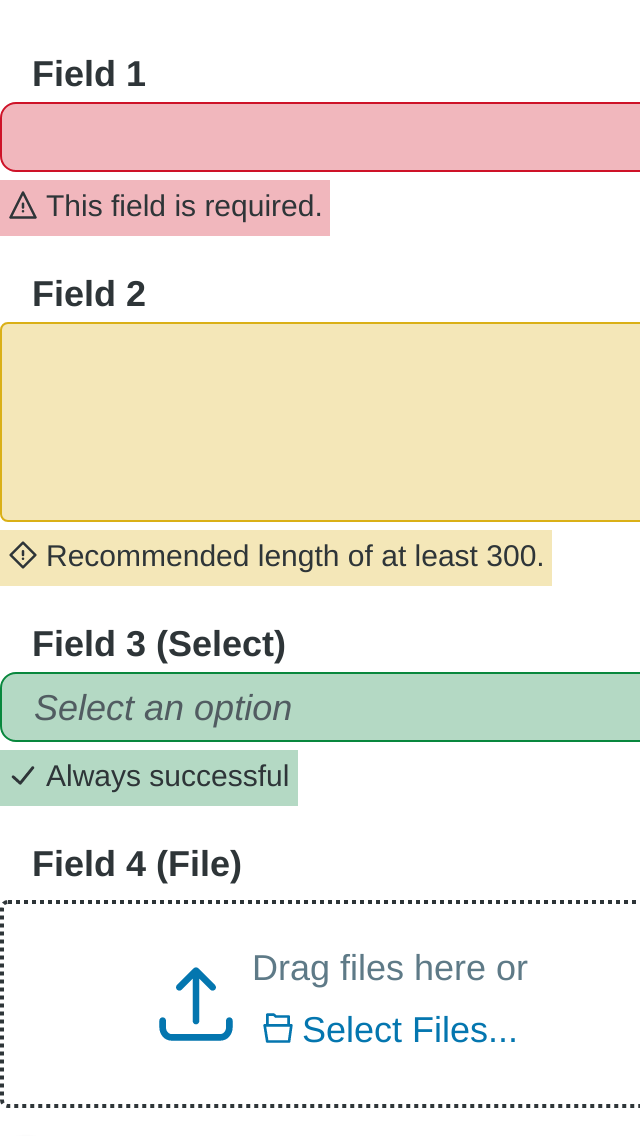 Field 1
This field is required.
Field 2
Recommended length of at least 300.
Field 3 (Select)
Select an option
Always successful
Field 4 (File)
Drag files here or
Select Files...